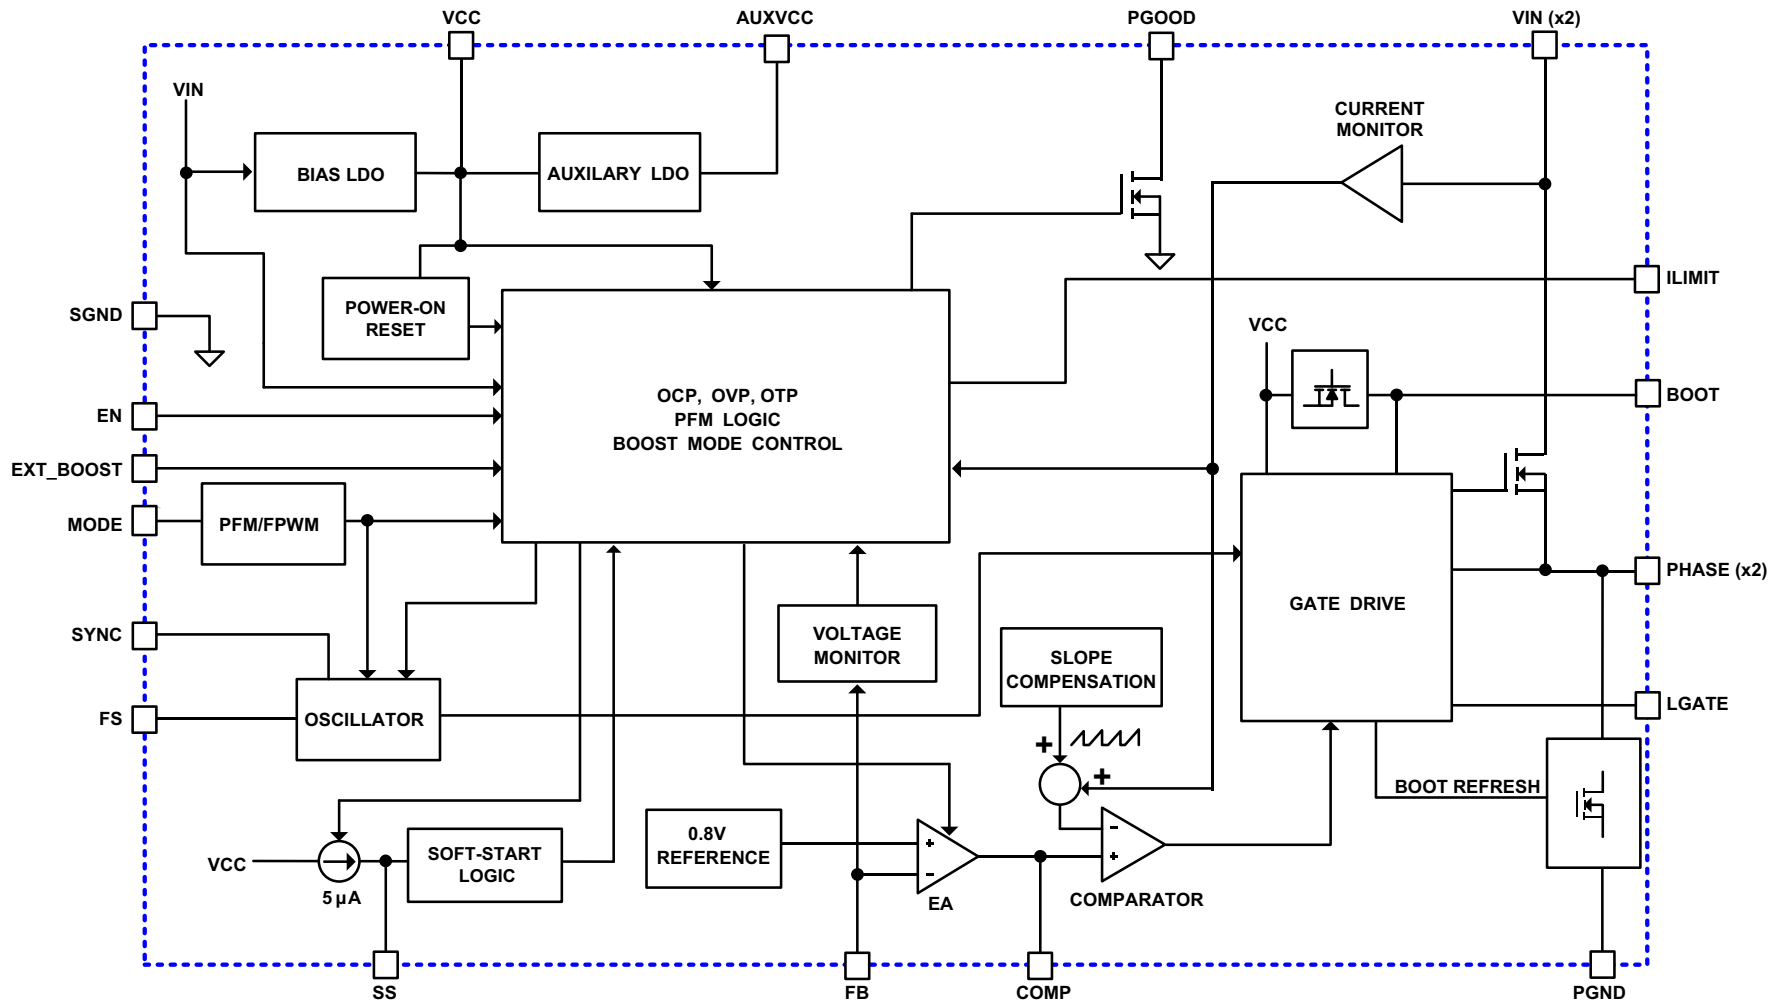 VCC
AUXVCC
PGOOD
VIN (x2)
VIN
CURRENT
MONITOR
BIAS LDO
AUXILARY LDO
SGND
POWER-ON
RESET
ILIMIT
VCC
OCP, OVP, OTP
PFM LOGIC
BOOST MODE CONTROL
BOOT
EN
EXT_BOOST
MODE
PFM/FPWM
PHASE (x2)
GATE DRIVE
SYNC
VOLTAGE
MONITOR
SLOPE
COMPENSATION
FS
OSCILLATOR
LGATE
+
+
BOOT REFRESH
0.8V
REFERENCE
+
-
-
+
VCC
SOFT-START
LOGIC
5 µA
EA
COMPARATOR
SS
FB
COMP
PGND